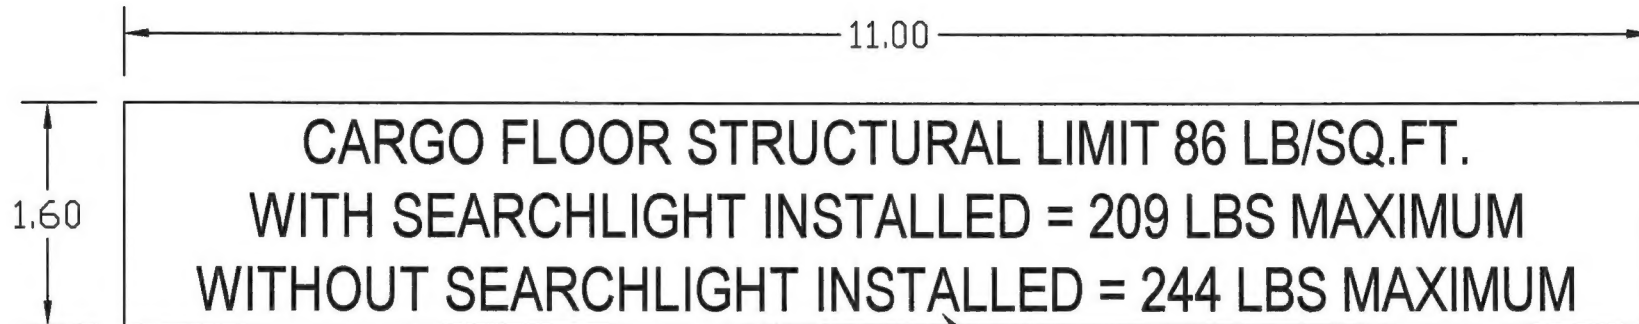 11.00
1.60
CARGO FLOOR STRUCTURAL LIMIT 86 LB/SQ.FT.
WITH SEARCHLIGHT INSTALLED = 209 LBS MAXIMUM
WITHOUT SEARCHLIGHT INSTALLED = 244 LBS MAXIMUM